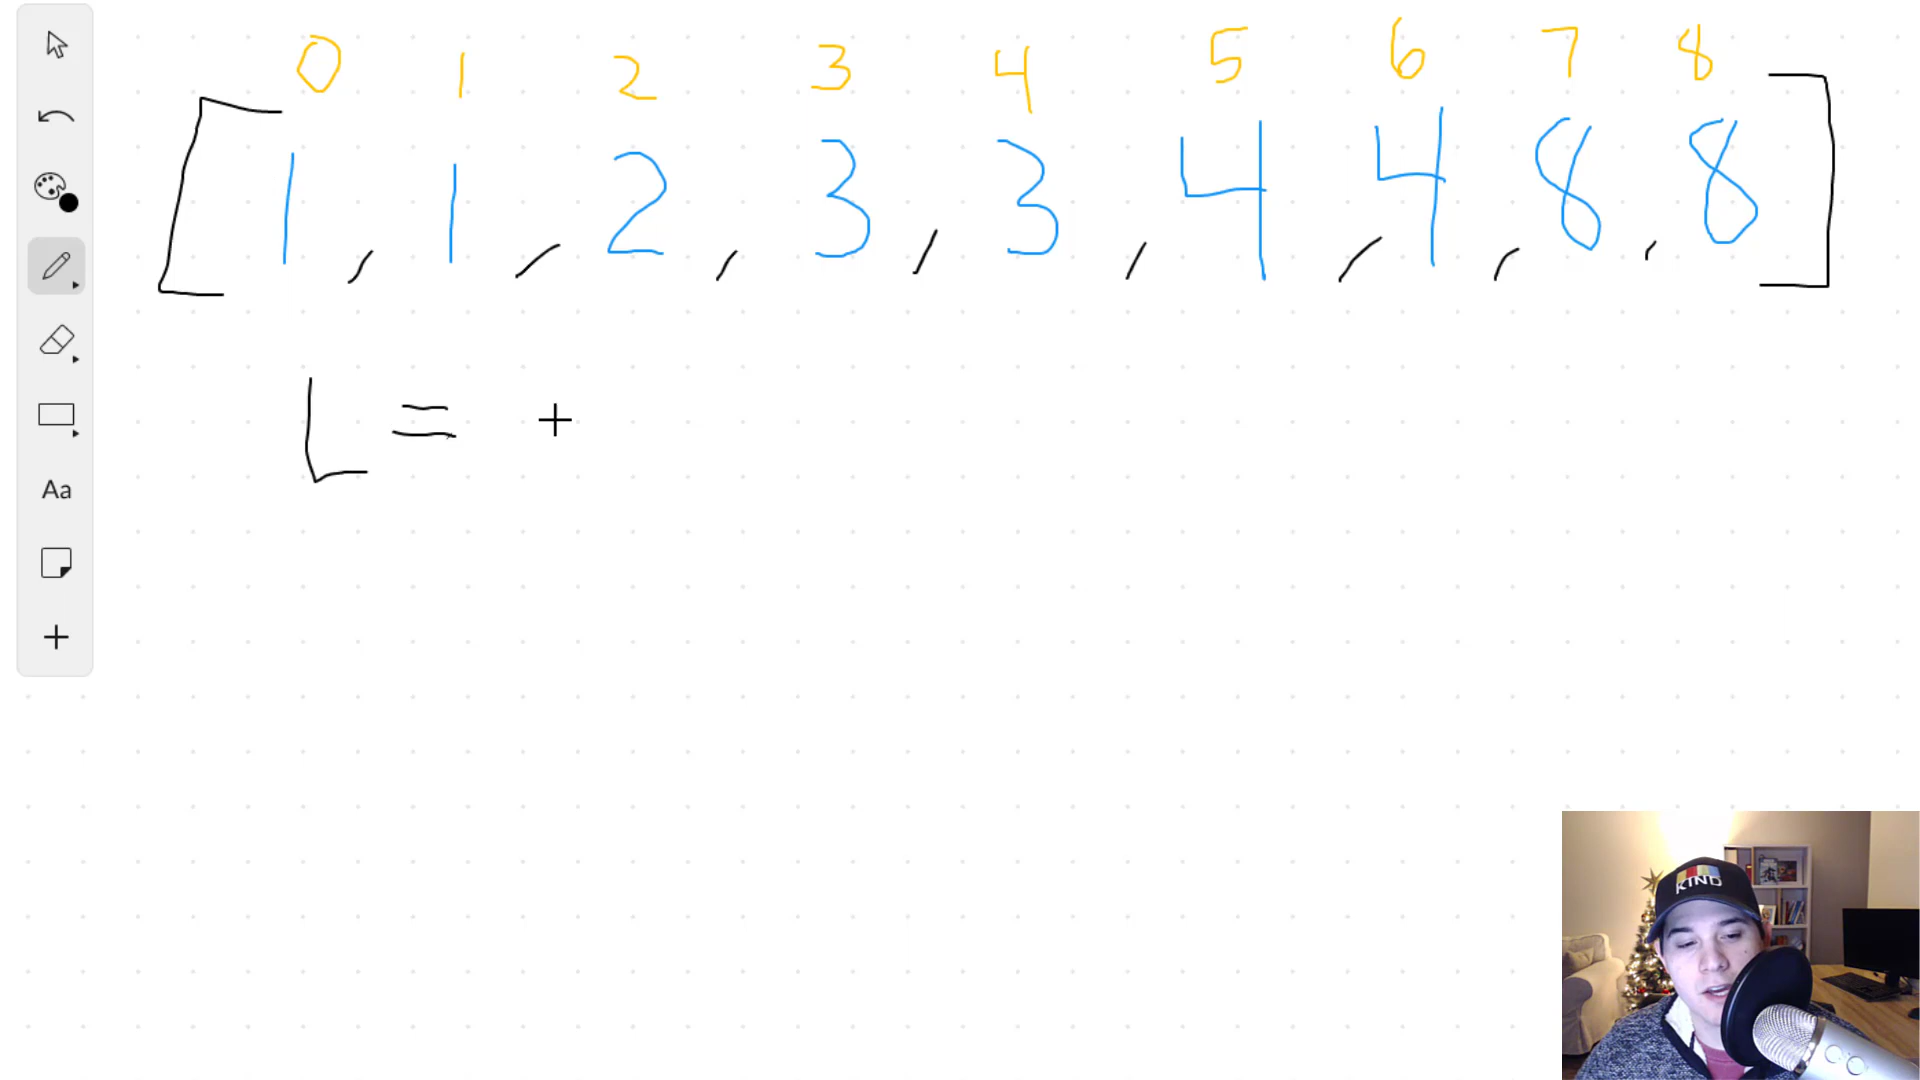 0 1 2 3 4 5 6 7 8
[1, 1, 2, 3, 3, 4, 4, 8, 8]
L =
Aa
KIND